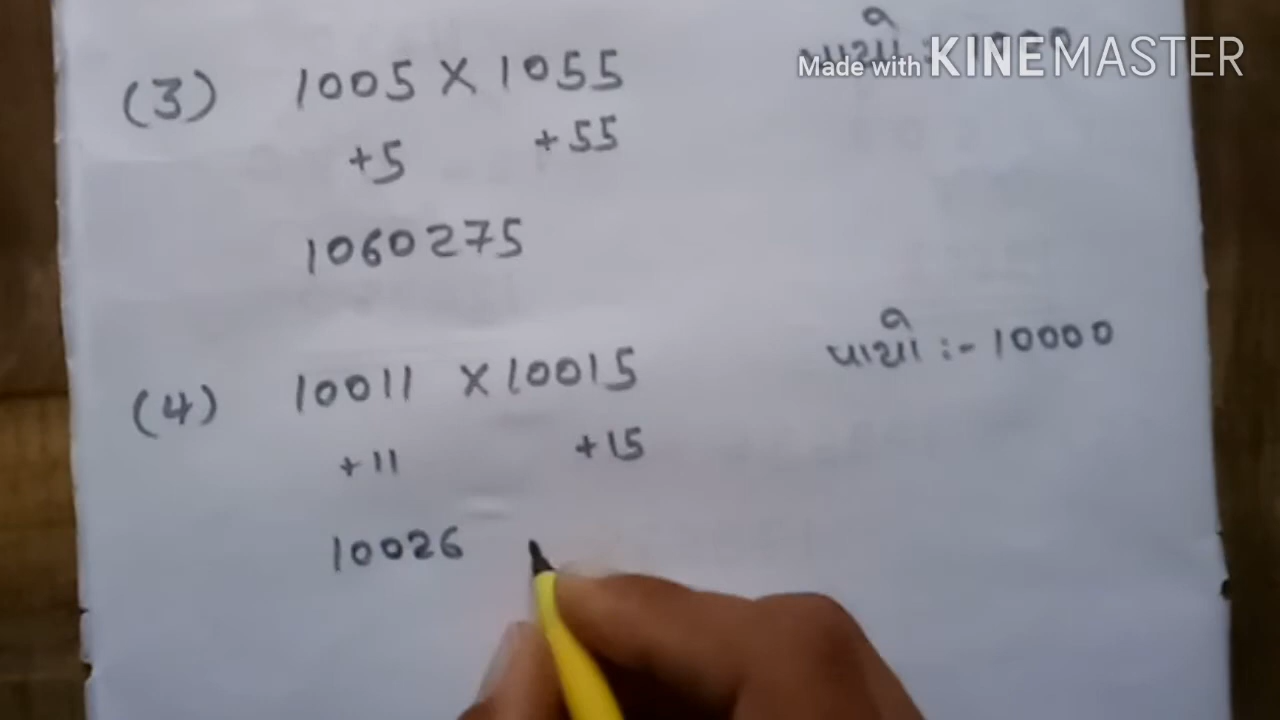 Made with KINEMASTER
(3) 1005 × 1055
+5 +55
1060275
(4) 10011 × 10015 પાયો :- 10000
+11 +15
10026